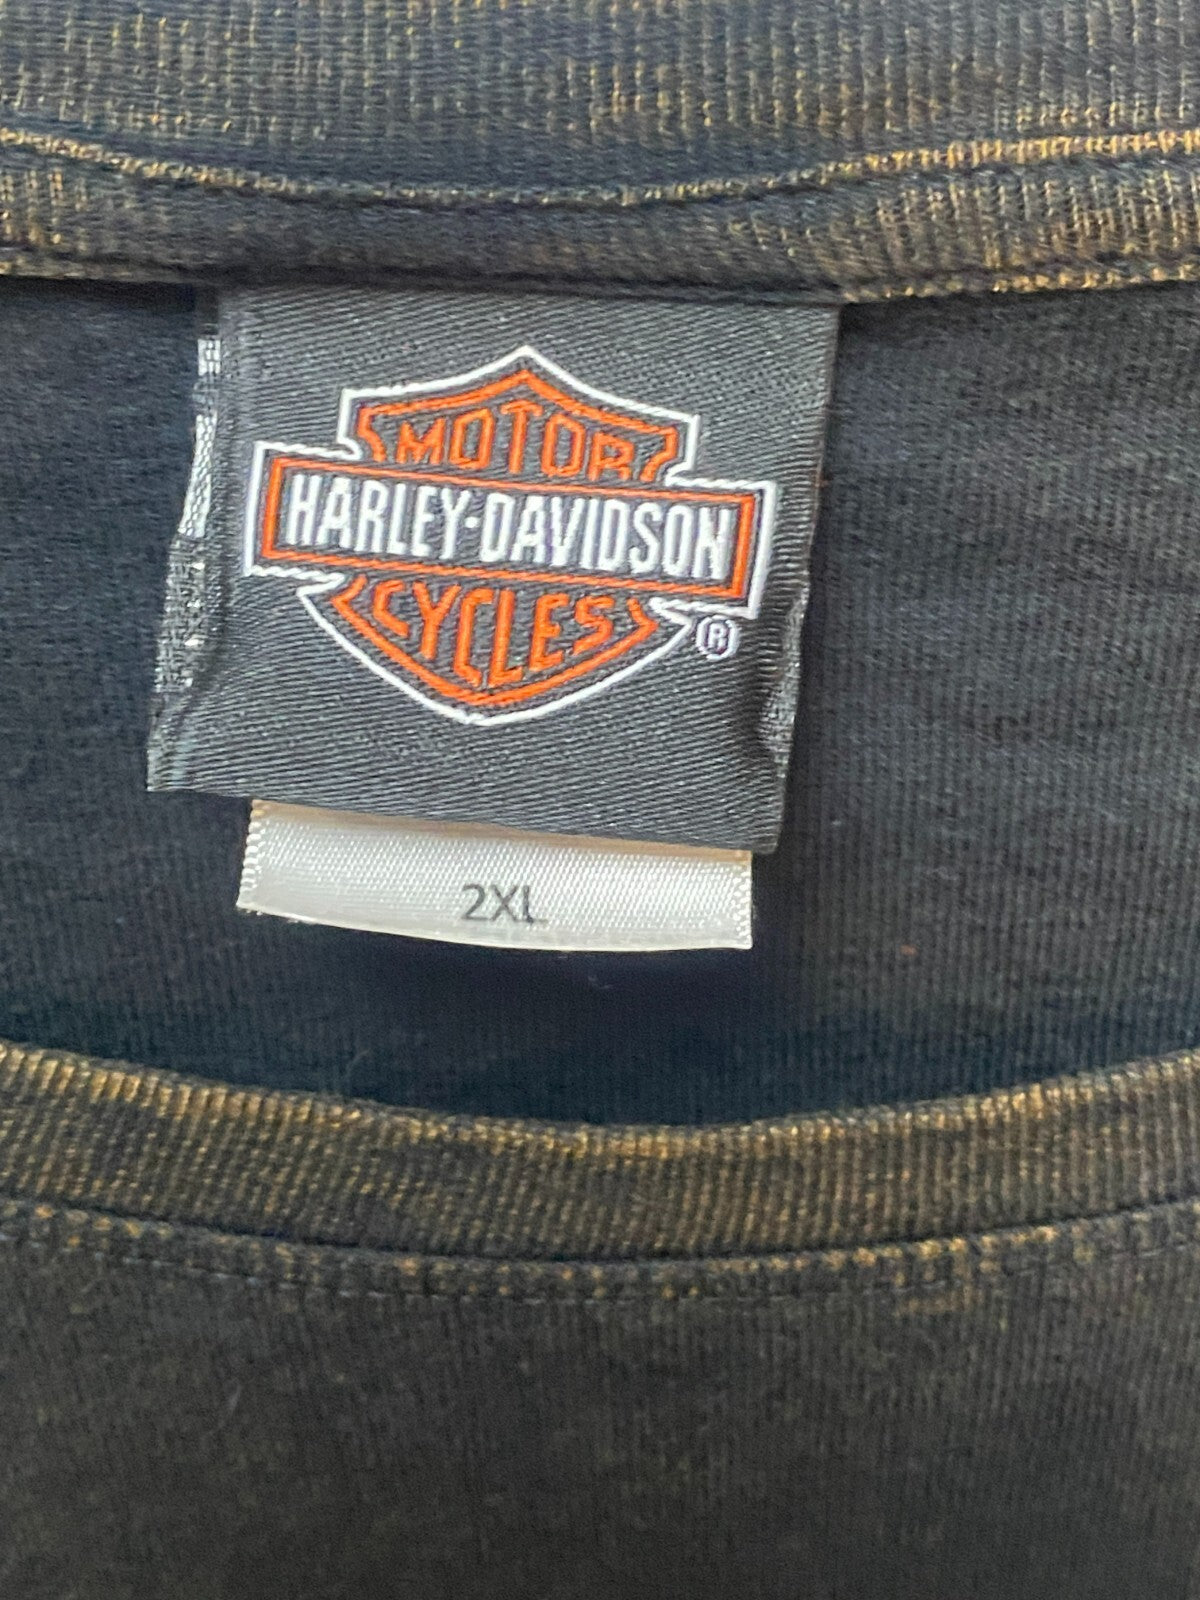 MOTOR
HARLEY-DAVIDSON
CYCLES
®
2XL